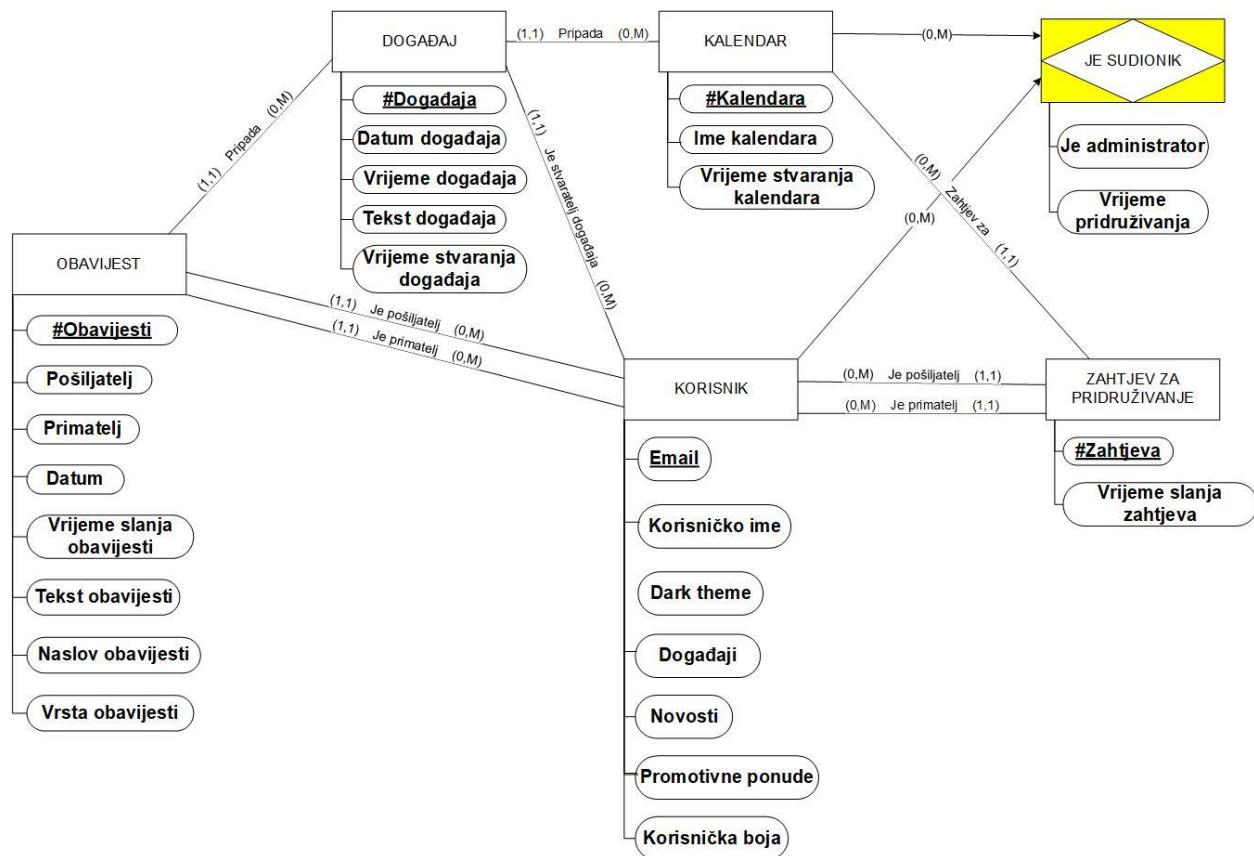 DOGAĐAJ
(1,1) Pripada (0,M)
KALENDAR
(0,M)
JE SUDIONIK
#Događaja
Datum događaja
Vrijeme događaja
Tekst događaja
Vrijeme stvaranja
događaja
#Kalendara
Ime kalendara
Vrijeme stvaranja
kalendara
Je administrator
Vrijeme
pridruživanja
(1,1) Pripada (0,M)
(1,1) Je stvaratelj događaja (0,M)
(0,M) Zahtjev za (1,1)
(0,M)
OBAVIJEST
#Obavijesti
Pošiljatelj
Primatelj
Datum
Vrijeme slanja
obavijesti
Tekst obavijesti
Naslov obavijesti
Vrsta obavijesti
(1,1) Je pošiljatelj (0,M)
(1,1) Je primatelj (0,M)
KORISNIK
Email
Korisničko ime
Dark theme
Događaji
Novosti
Promotivne ponude
Korisnička boja
(0,M) Je pošiljatelj (1,1)
(0,M) Je primatelj (1,1)
ZAHTJEV ZA
PRIDRUŽIVANJE
#Zahtjeva
Vrijeme slanja
zahtjeva